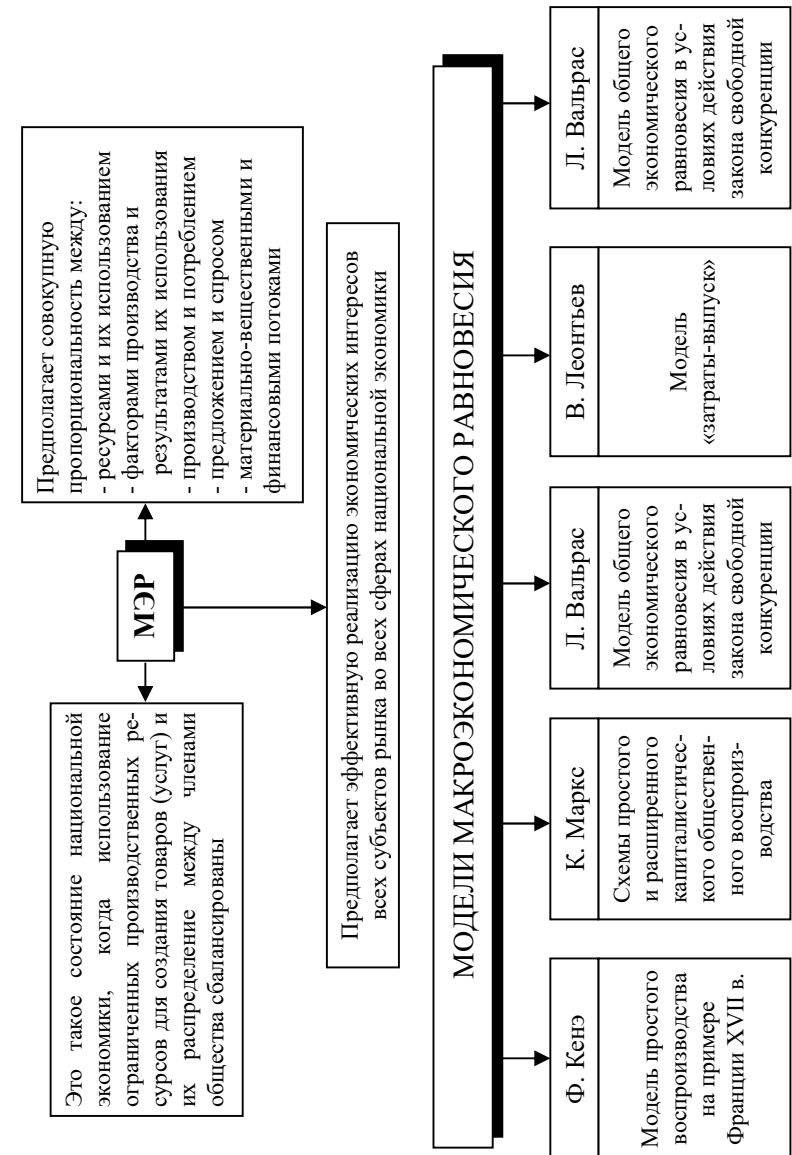 Это такое состояние национальной
экономики, когда использование
ограниченных производственных ре-
сурсов для создания товаров (услуг) и
их распределение между членами
общества сбалансированы
МЭР
Предполагает совокупную
пропорциональность между:
- ресурсами и их использованием
- факторами производства и
результатами их использования
- производством и потреблением
- предложением и спросом
- материально-вещественными и
финансовыми потоками
Предполагает эффективную реализацию экономических интересов
всех субъектов рынка во всех сферах национальной экономики
МОДЕЛИ МАКРОЭКОНОМИЧЕСКОГО РАВНОВЕСИЯ
Ф. Кенэ
Модель простого
воспроизводства
на примере
Франции XVII в.
К. Маркс
Схемы простого
и расширенного
капиталистичес-
кого обществен-
ного воспроиз-
водства
Л. Вальрас
Модель общего
экономического
равновесия в ус-
ловиях действия
закона свободной
конкуренции
В. Леонтьев
Модель
«затраты-выпуск»
Л. Вальрас
Модель общего
экономического
равновесия в ус-
ловиях действия
закона свободной
конкуренции